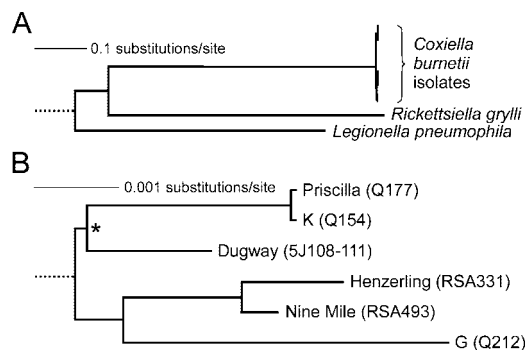 A
0.1 substitutions/site
Coxiella
burnetii
isolates
Rickettsiella grylli
Legionella pneumophila
B
0.001 substitutions/site
Priscilla (Q177)
K (Q154)
*
Dugway (5J108-111)
Henzerling (RSA331)
Nine Mile (RSA493)
G (Q212)